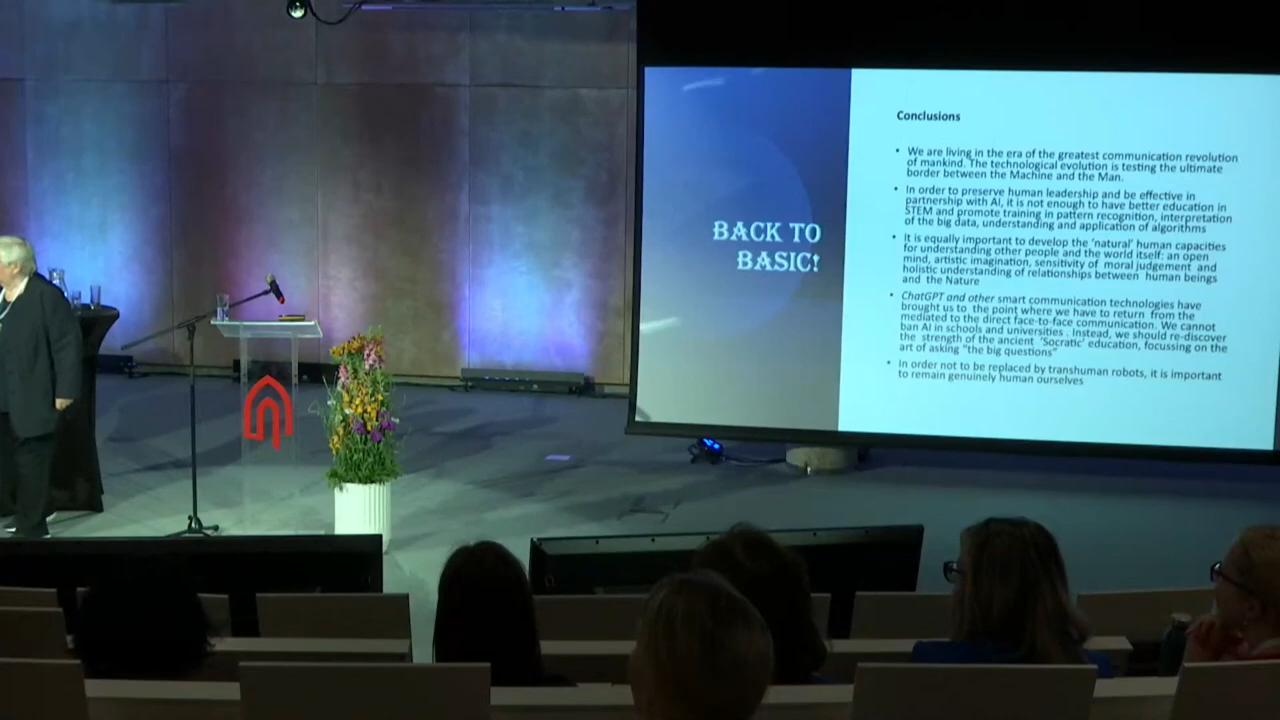 BACK TO
BASIC!
Conclusions
• We are living in the era of the greatest communication revolution
of mankind. The technological evolution is testing the ultimate
border between the Machine and the Man.
• In order to preserve human leadership and be effective in
partnership with AI, it is not enough to have better education in
STEM and promote training in pattern recognition, interpretation
of the big data, understanding and application of algorithms
• It is equally important to develop the 'natural' human capacities
for understanding other people and the world itself: an open
mind, artistic imagination, sensitivity of moral judgement and
holistic understanding of relationships between human beings
and the Nature
• ChatGPT and other smart communication technologies have
brought us to the point where we have to return from the
mediated to the direct face-to-face communication. We cannot
ban AI in schools and universities . Instead, we should re-discover
the strength of the ancient 'Socratic' education, focussing on the
art of asking "the big questions"
• In order not to be replaced by transhuman robots, it is important
to remain genuinely human ourselves